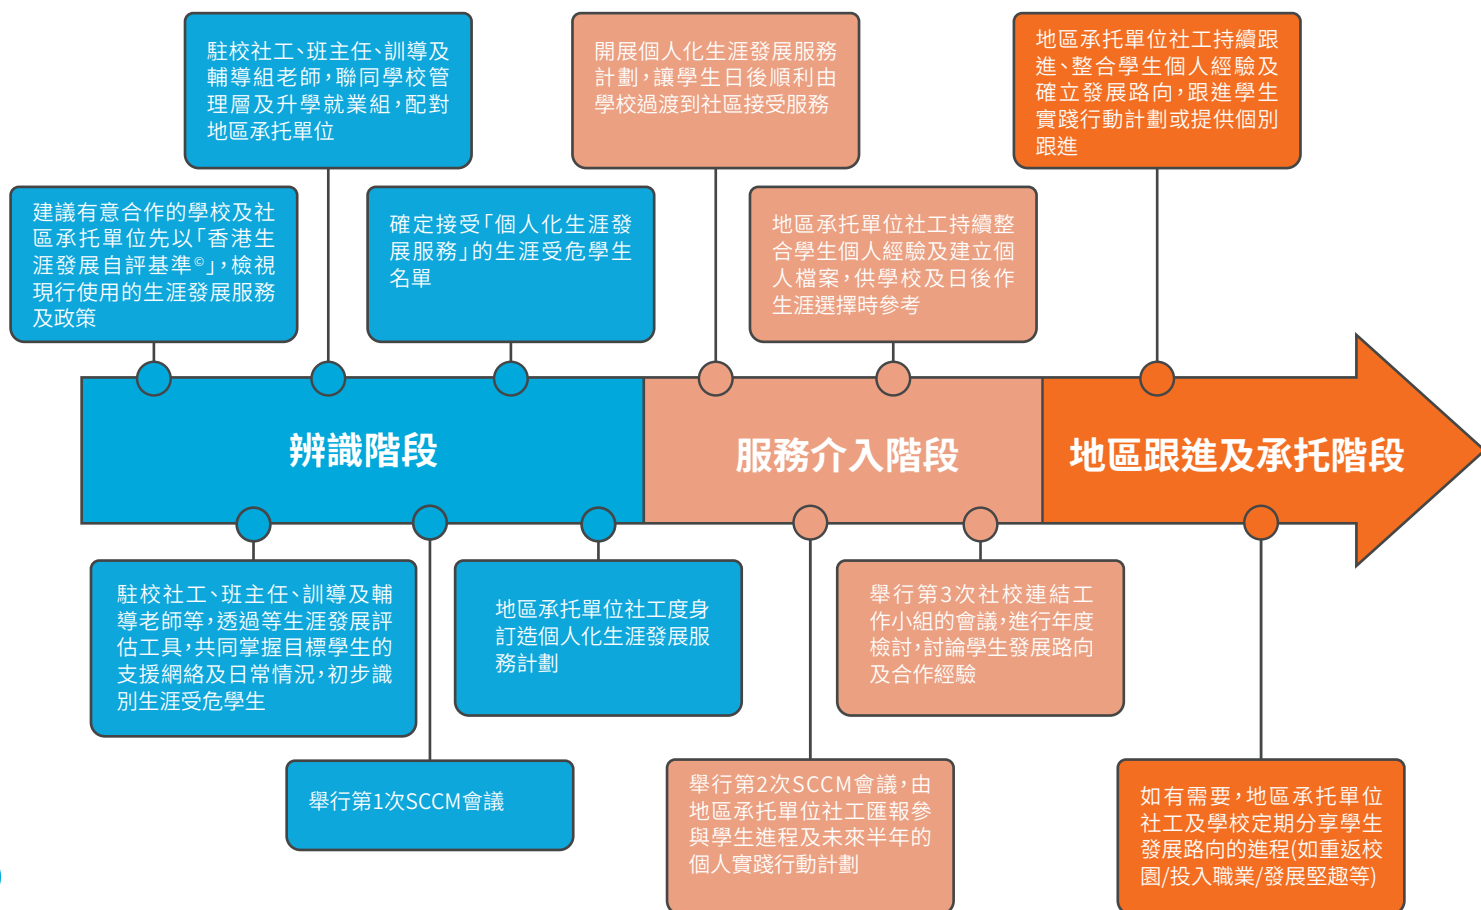 駐校社工、班主任、訓導及
輔導組老師，聯同學校管
理層及升學就業組，配對
地區承托單位
開展個人化生涯發展服務
計劃，讓學生日後順利由
學校過渡到社區接受服務
地區承托單位社工持續跟
進、整合學生個人經驗及
確立發展路向，跟進學生
實踐行動計劃或提供個別
跟進
建議有意合作的學校及社
區承托單位先以「香港生
涯發展自評基準©」，檢視
現行使用的生涯發展服務
及政策
確定接受「個人化生涯發
展服務」的生涯受危學生
名單
地區承托單位社工持續整
合學生個人經驗及建立個
人檔案，供學校及日後作
生涯選擇時參考
辨識階段
服務介入階段
地區跟進及承托階段
駐校社工、班主任、訓導及輔
導老師等，透過等生涯發展評
估工具，共同掌握目標學生的
支援網絡及日常情況，初步識
別生涯受危學生
地區承托單位社工度身
訂造個人化生涯發展服
務計劃
舉行第3次社校連結工
作小組的會議，進行年度
檢討，討論學生發展路向
及合作經驗
舉行第1次SCCM會議
舉行第2次SCCM會議，由
地區承托單位社工匯報參
與學生進程及未來半年的
個人實踐行動計劃
如有需要，地區承托單位
社工及學校定期分享學生
發展路向的進程(如重返校
園/投入職業/發展堅趣等)